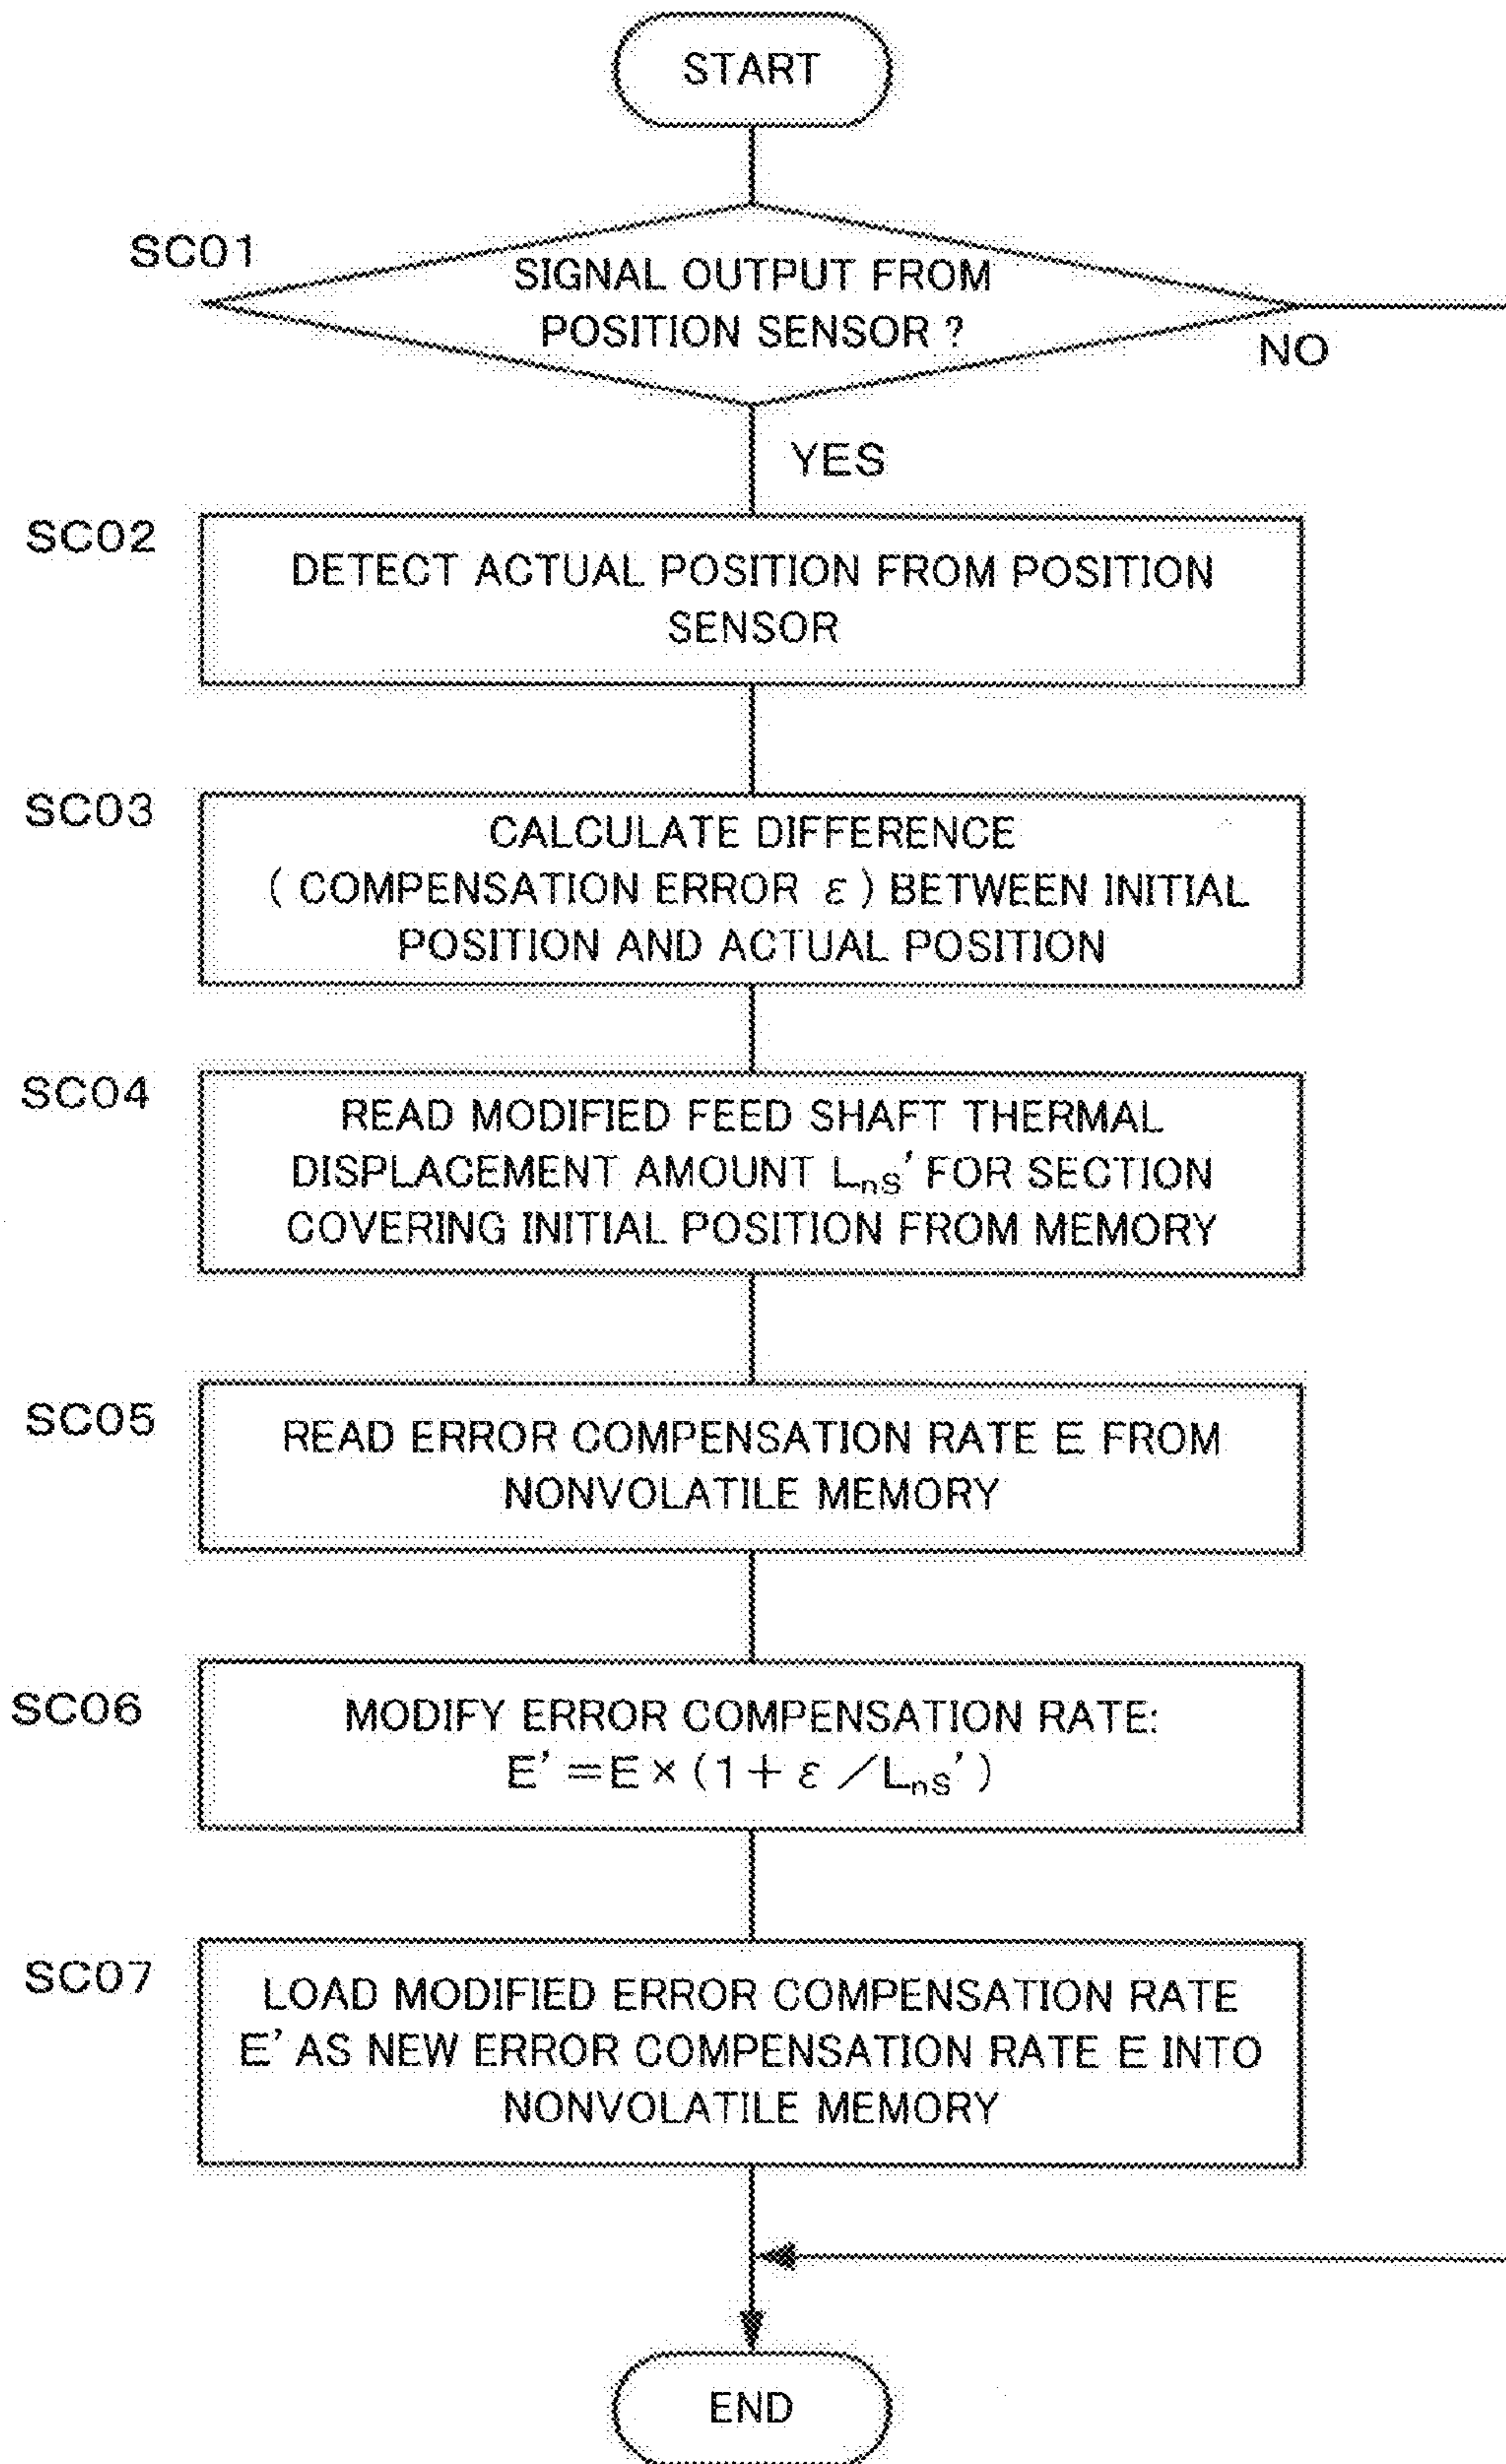 START
SC01
SIGNAL OUTPUT FROM
POSITION SENSOR ?
NO
YES
SC02
DETECT ACTUAL POSITION FROM POSITION
SENSOR
SC03
CALCULATE DIFFERENCE
( COMPENSATION ERROR ε ) BETWEEN INITIAL
POSITION AND ACTUAL POSITION
SC04
READ MODIFIED FEED SHAFT THERMAL
DISPLACEMENT AMOUNT LnS' FOR SECTION
COVERING INITIAL POSITION FROM MEMORY
SC05
READ ERROR COMPENSATION RATE E FROM
NONVOLATILE MEMORY
SC06
MODIFY ERROR COMPENSATION RATE:
E' =E×(1+ ε ／LnS' )
SC07
LOAD MODIFIED ERROR COMPENSATION RATE
E' AS NEW ERROR COMPENSATION RATE E INTO
NONVOLATILE MEMORY
END